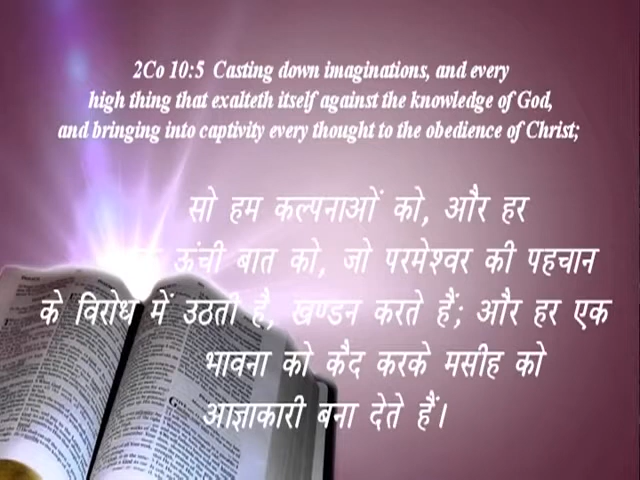 2Co 10:5 Casting down imaginations, and every
high thing that exalteth itself against the knowledge of God,
and bringing into captivity every thought to the obedience of Christ;
सो हम कल्पनाओं को, और हर
एक ऊंची बात को, जो परमेश्वर की पहचान
के विरोध में उठती है, खण्डन करते हैं; और हर एक
भावना को कैद करके मसीह को
आज्ञाकारी बना देते हैं।